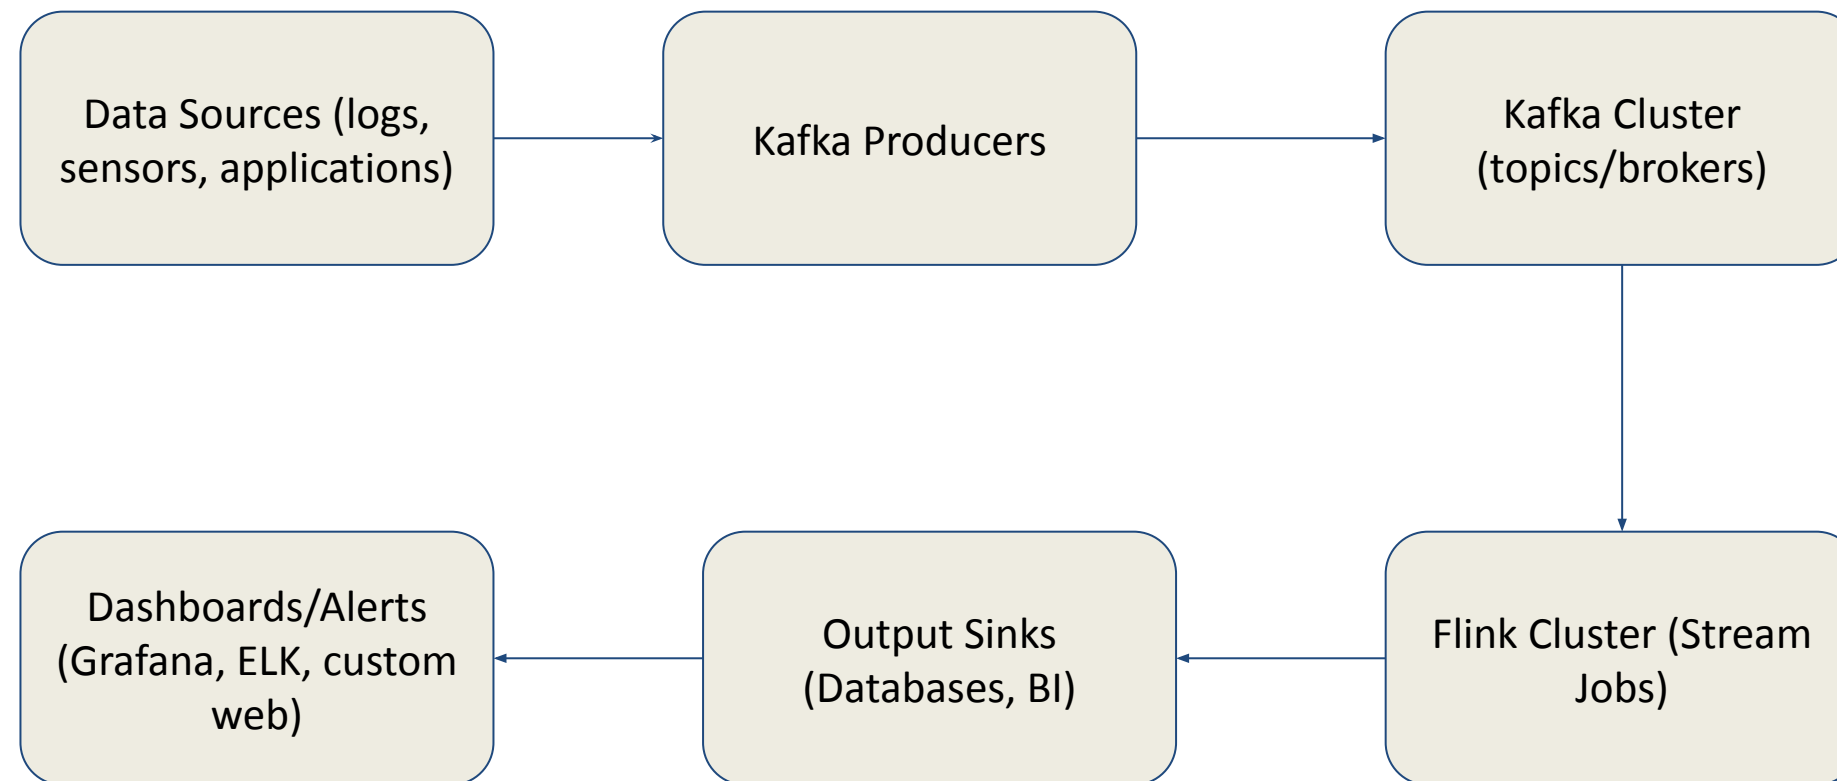 Data Sources (logs,
sensors, applications)
Kafka Producers
Kafka Cluster
(topics/brokers)
Dashboards/Alerts
(Grafana, ELK, custom
web)
Output Sinks
(Databases, BI)
Flink Cluster (Stream
Jobs)